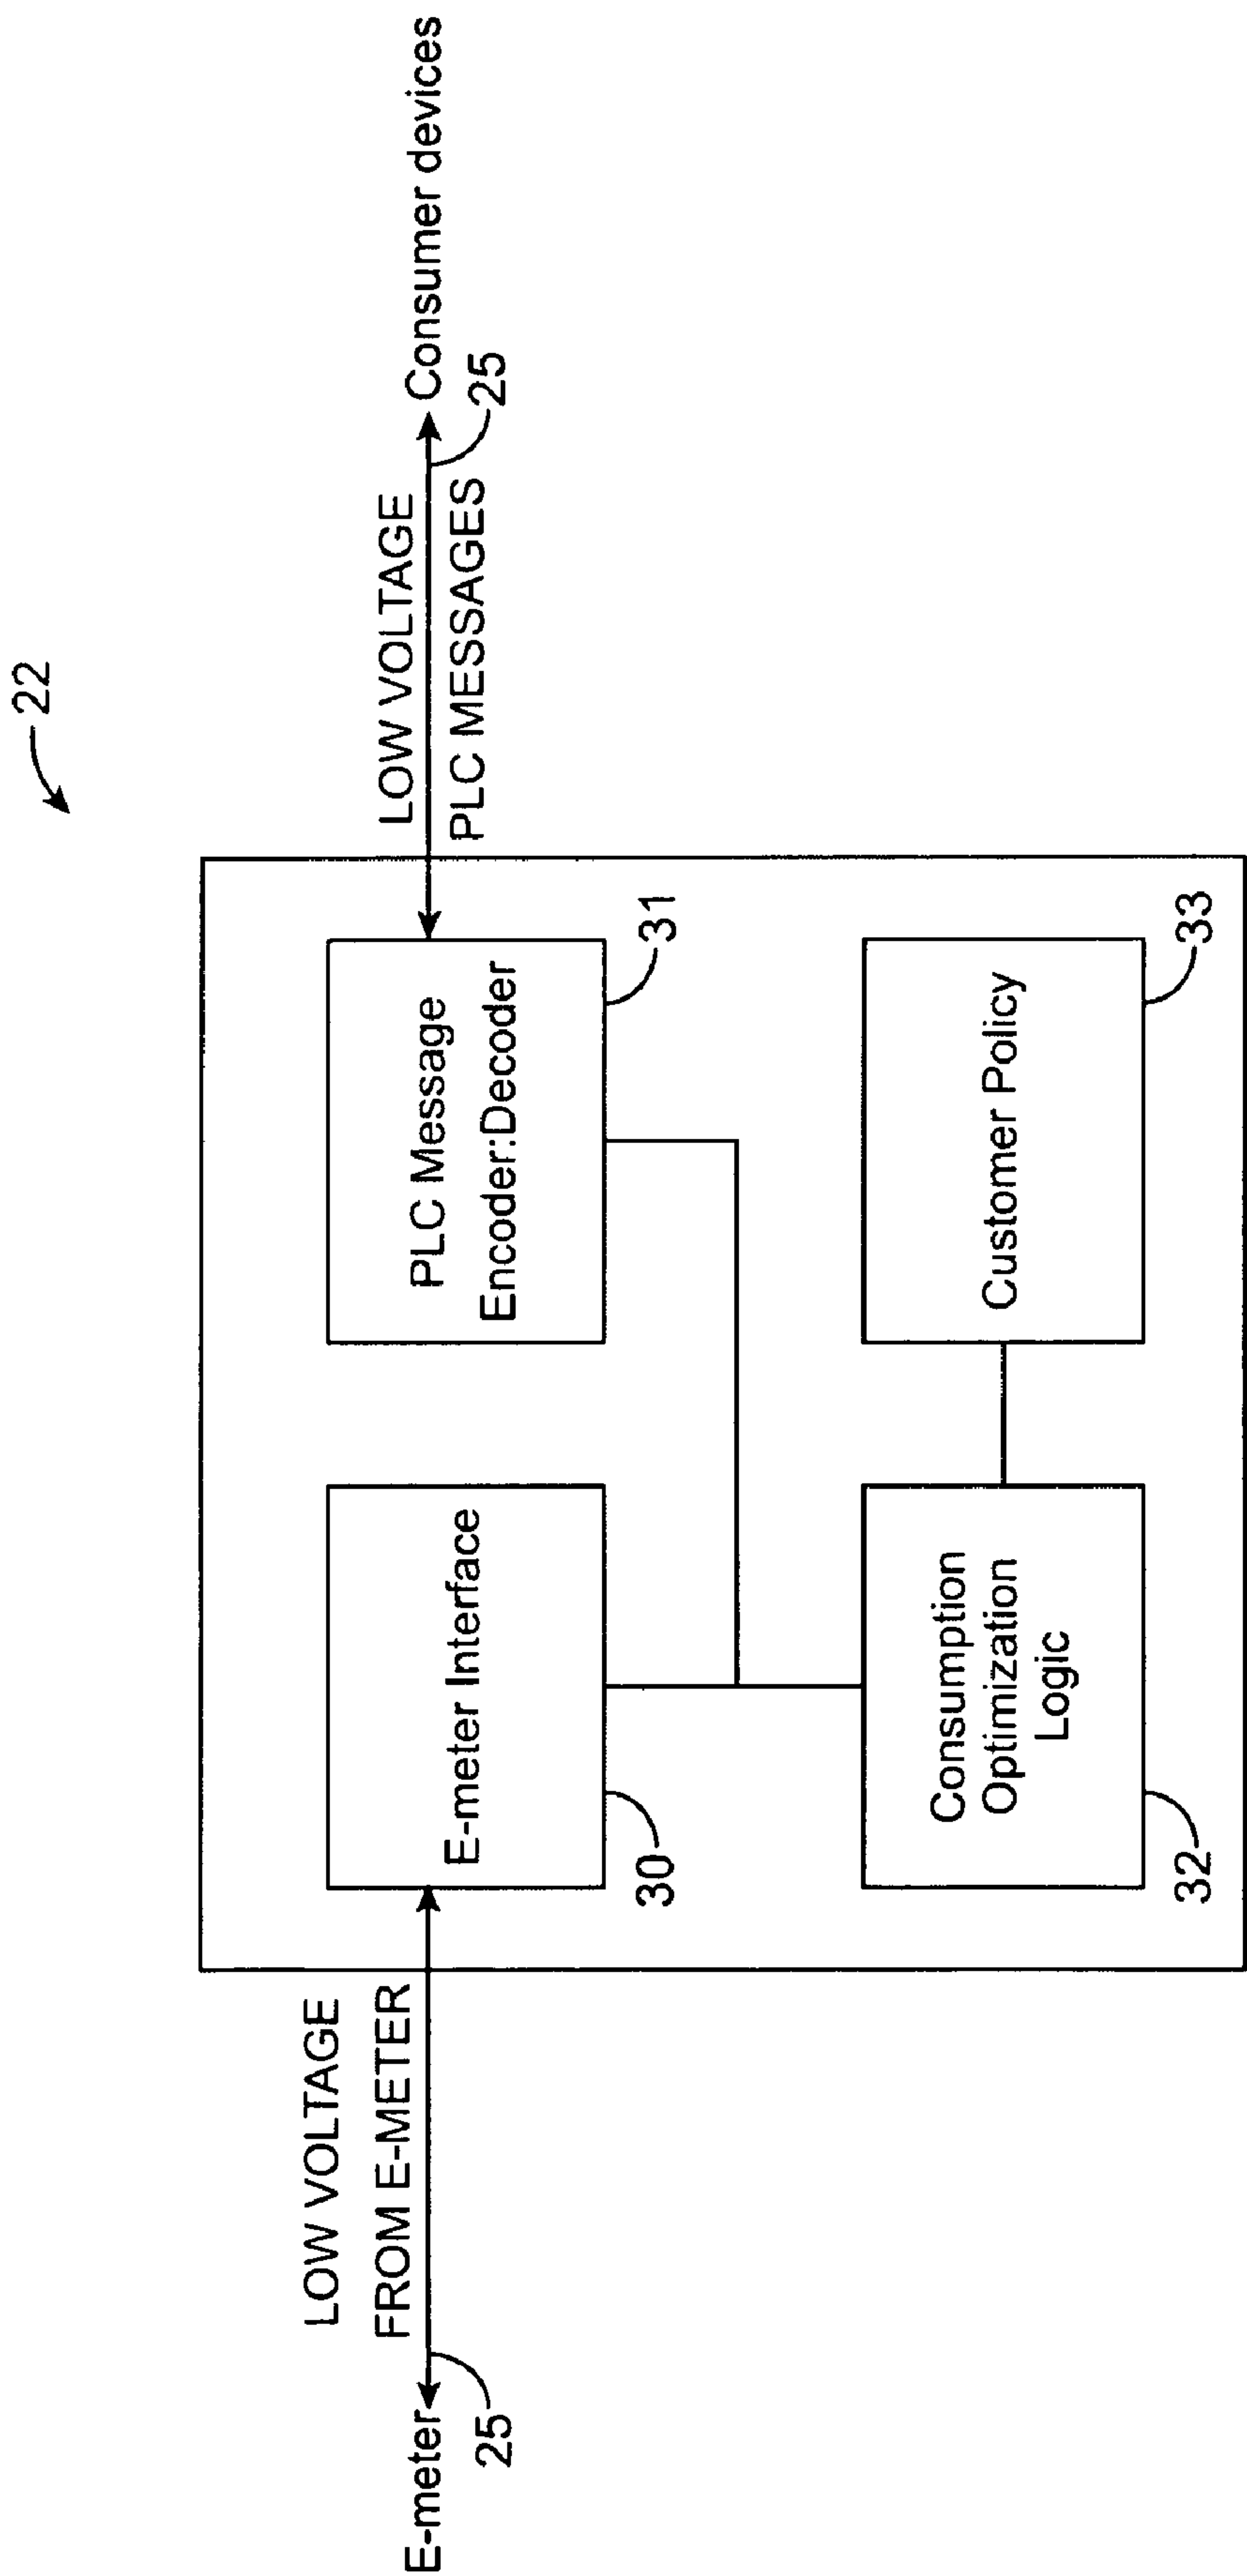 22
E-meter
25
LOW VOLTAGE
FROM E-METER
E-meter Interface
30
PLC Message
Encoder:Decoder
31
LOW VOLTAGE
PLC MESSAGES
25
Consumer devices
Consumption
Optimization
Logic
32
Customer Policy
33